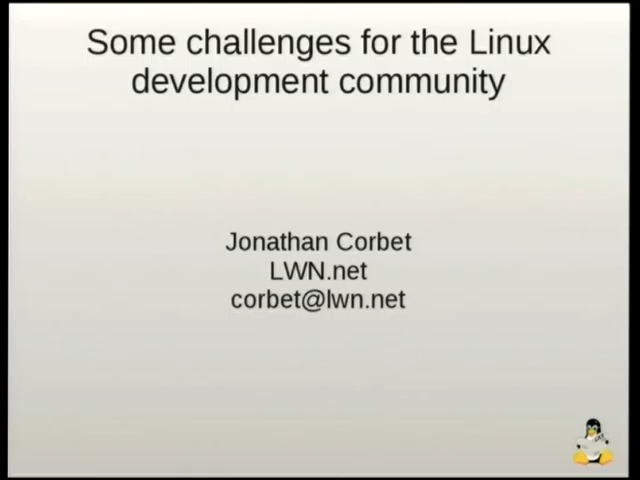 Some challenges for the Linux
development community
Jonathan Corbet
LWN.net
corbet@lwn.net